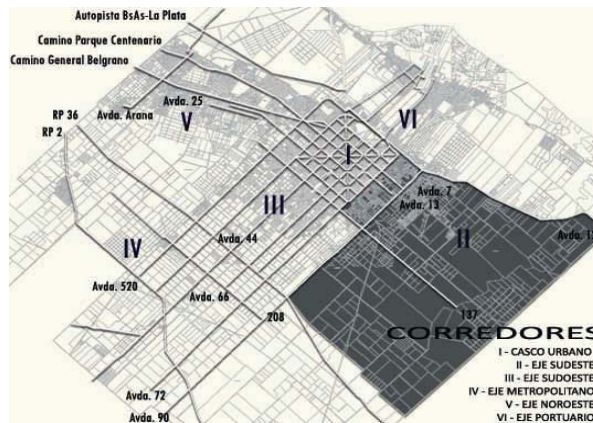 Autopista BsAs-La Plata
Camino Parque Centenario
Camino General Belgrano
Avda. 25
RP 36
Avda. Arana
V
VI
RP 2
I
Avda. 7
III
Avda. 13
II
IV
Avda. 44
Avda. 520
Avda. 66
208
137
CORREDORES
I - CASCO URBANO
II - EJE SUDESTE
III - EJE SUDOESTE
IV - EJE METROPOLITANO
V - EJE NOROESTE
VI - EJE PORTUARIO
Avda. 72
Avda. 90